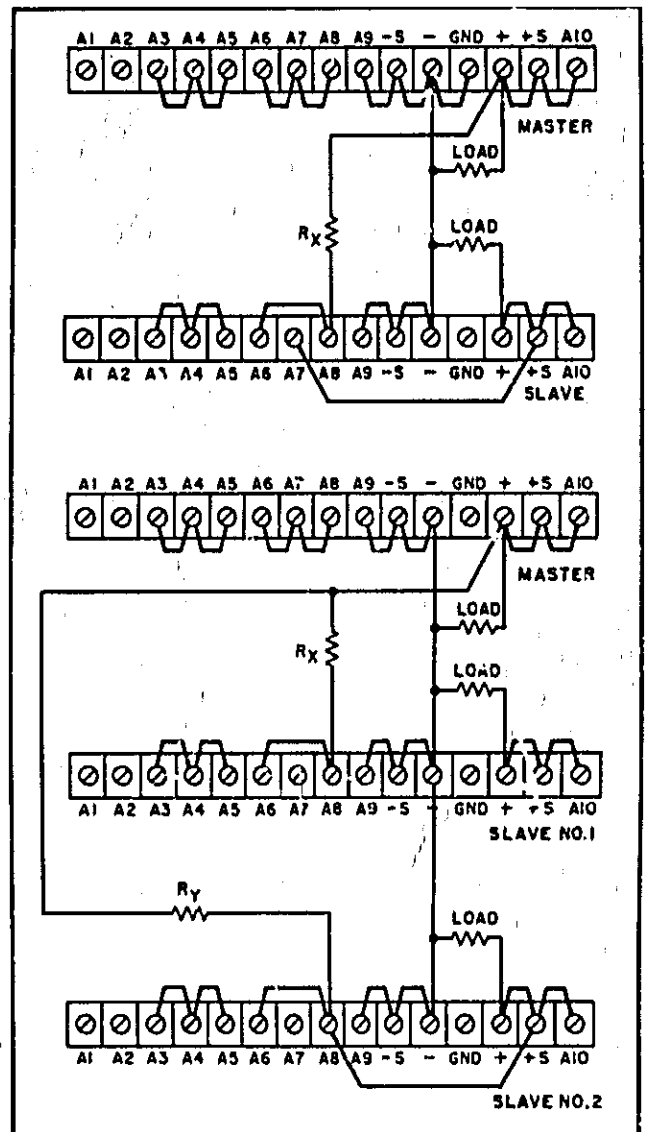 A1 A2 A3 A4 A5 A6 A7 A8 A9 -S - GND + +S A10
MASTER
LOAD
RX
LOAD
A1 A2 A3 A4 A5 A6 A7 A8 A9 -S - GND + +S A10
SLAVE
A1 A2 A3 A4 A5 A6 A7 A8 A9 -S - GND + +S A10
MASTER
LOAD
RX
LOAD
A1 A2 A3 A4 A5 A6 A7 A8 A9 -S - GND + +S A10
SLAVE NO.1
RY
LOAD
A1 A2 A3 A4 A5 A6 A7 A8 A9 -S - GND + +S A10
SLAVE NO.2